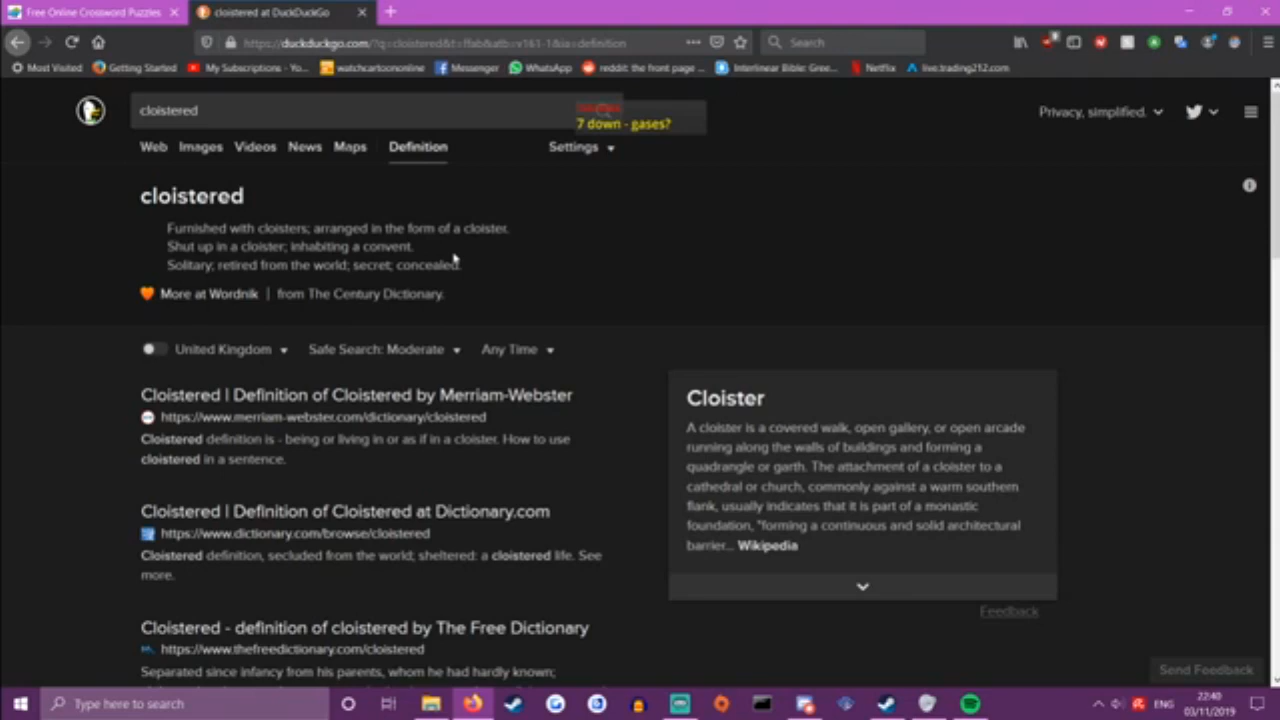 Free Online Crossword Puzzles
cloistered at DuckDuckGo
https://duckduckgo.com/?q=cloistered&t=ffab&atb=v161-1&ia=definition
Search
Most Visited
Getting Started
My Subscriptions - Yo...
watchcartoononline
Messenger
WhatsApp
reddit: the front page ...
Interlinear Bible: Gree...
Netflix
live.trading212.com
cloistered
7 down - gases?
Privacy, simplified.
Web Images Videos News Maps Definition Settings
cloistered
Furnished with cloisters; arranged in the form of a cloister.
Shut up in a cloister; inhabiting a convent.
Solitary; retired from the world; secret; concealed.
More at Wordnik | from The Century Dictionary.
United Kingdom Safe Search: Moderate Any Time
Cloistered | Definition of Cloistered by Merriam-Webster
https://www.merriam-webster.com/dictionary/cloistered
Cloistered definition is - being or living in or as if in a cloister. How to use
cloistered in a sentence.
Cloistered | Definition of Cloistered at Dictionary.com
https://www.dictionary.com/browse/cloistered
Cloistered definition, secluded from the world; sheltered: a cloistered life. See
more.
Cloistered - definition of cloistered by The Free Dictionary
https://www.thefreedictionary.com/cloistered
Separated since infancy from his parents, whom he had hardly known;
Cloister
A cloister is a covered walk, open gallery, or open arcade
running along the walls of buildings and forming a
quadrangle or garth. The attachment of a cloister to a
cathedral or church, commonly against a warm southern
flank, usually indicates that it is part of a monastic
foundation, "forming a continuous and solid architectural
barrier... Wikipedia
Feedback
Send Feedback
Type here to search
ENG
22:40
03/11/2019